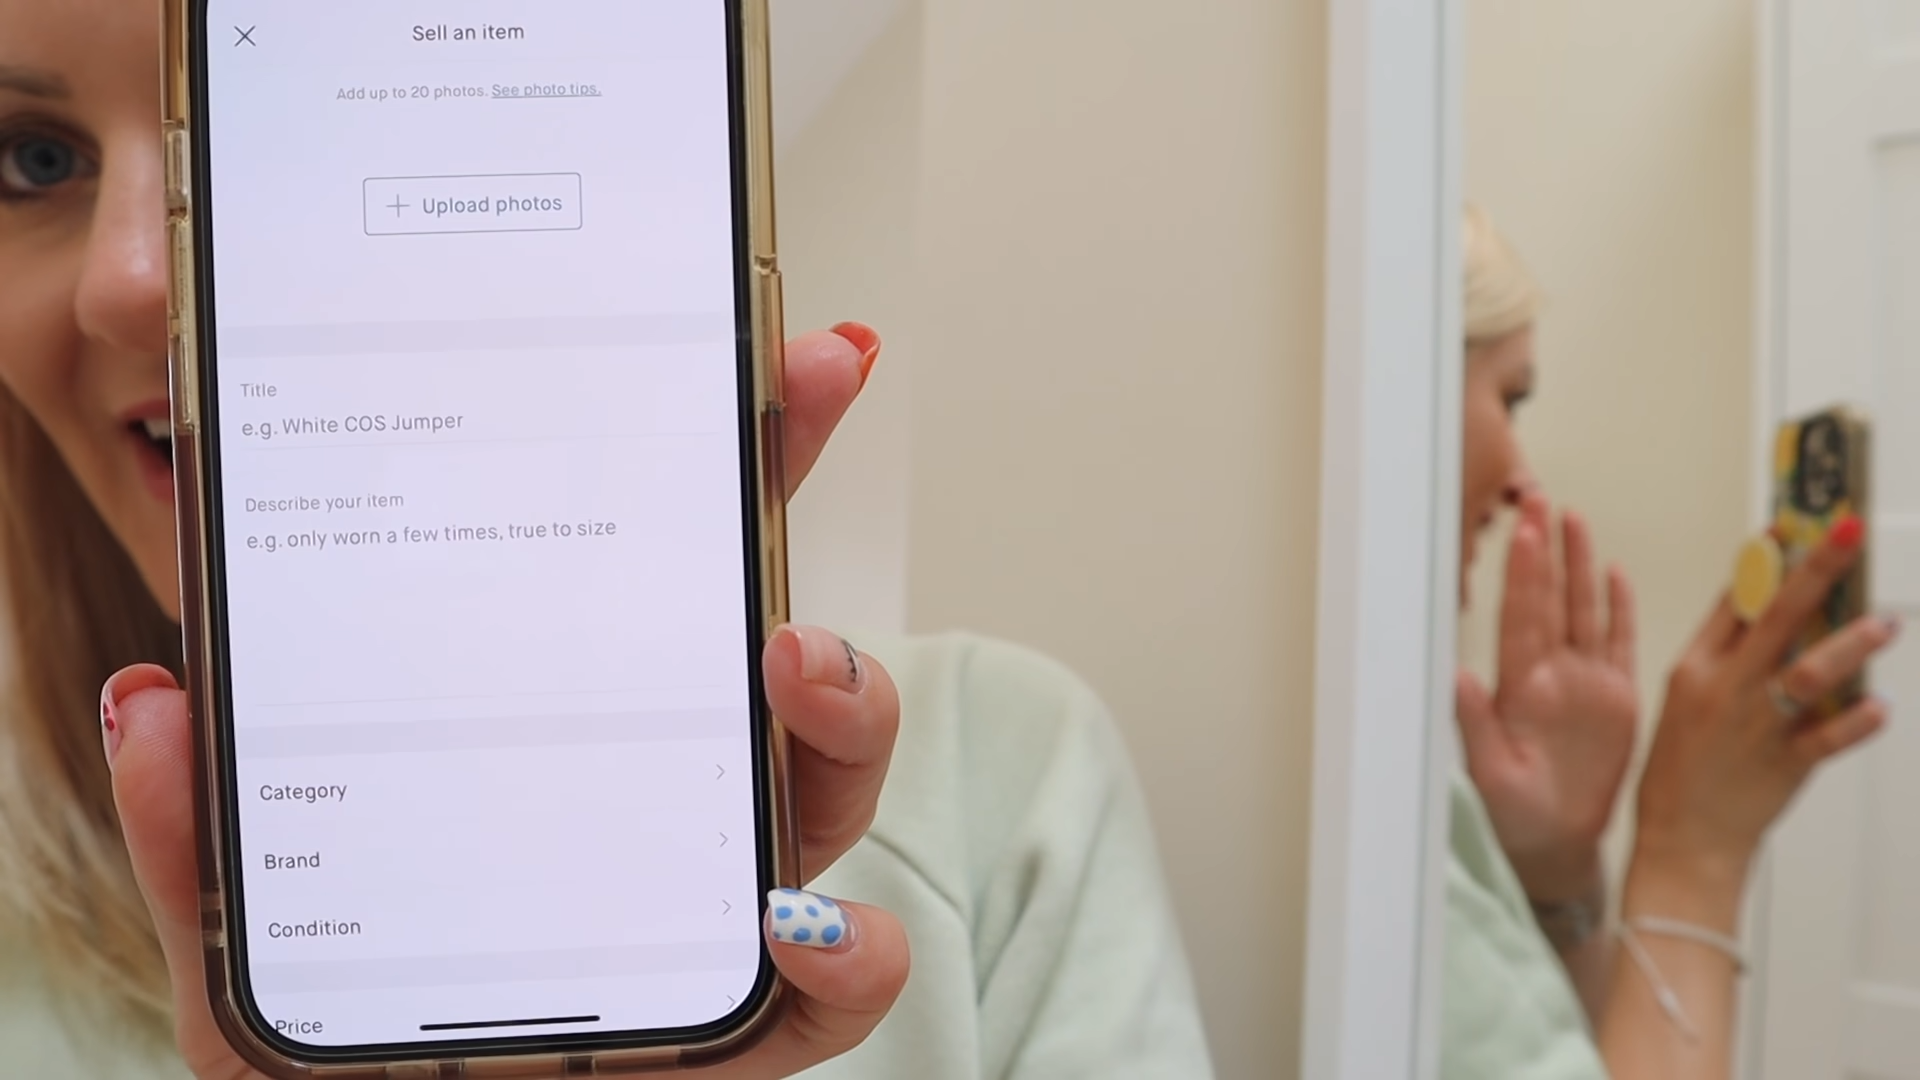 Sell an item
Add up to 20 photos. See photo tips.
Upload photos
Title
e.g. White COS Jumper
Describe your item
e.g. only worn a few times, true to size
Category
Brand
Condition
Price